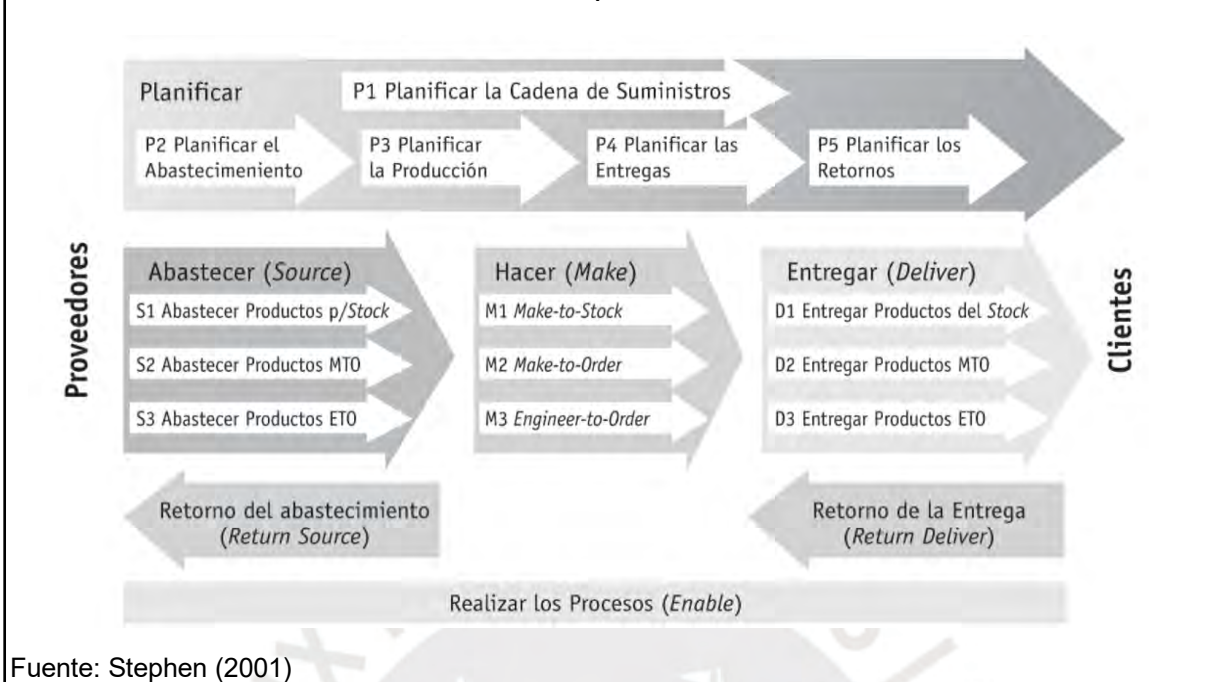 Planificar
P1 Planificar la Cadena de Suministros
P2 Planificar el
Abastecimeniento
P3 Planificar
la Producción
P4 Planificar las
Entregas
P5 Planificar los
Retornos
Proveedores
Abastecer (Source)
S1 Abastecer Productos p/Stock
S2 Abastecer Productos MTO
S3 Abastecer Productos ETO
Hacer (Make)
M1 Make-to-Stock
M2 Make-to-Order
M3 Engineer-to-Order
Entregar (Deliver)
D1 Entregar Productos del Stock
D2 Entregar Productos MTO
D3 Entregar Productos ETO
Clientes
Retorno del abastecimiento
(Return Source)
Retorno de la Entrega
(Return Deliver)
Realizar los Procesos (Enable)
Fuente: Stephen (2001)